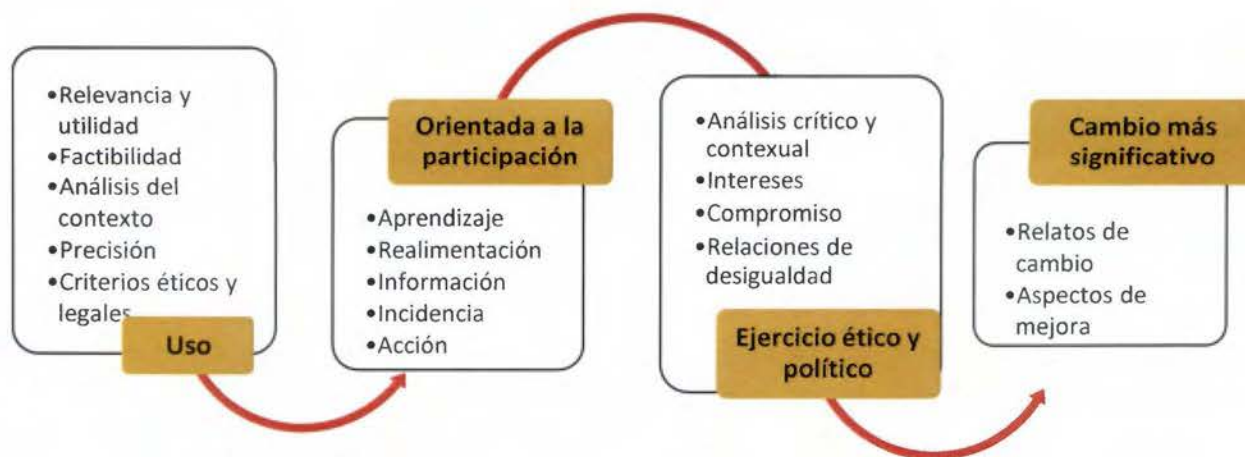 •Relevancia y
utilidad
•Factibilidad
•Análisis del
contexto
•Precisión
•Criterios éticos y
legales
Uso
Orientada a la
participación
•Aprendizaje
•Realimentación
•Información
•Incidencia
•Acción
•Análisis crítico y
contexual
•Intereses
•Compromiso
•Relaciones de
desigualdad
Ejercicio ético y
político
Cambio más
significativo
•Relatos de
cambio
•Aspectos de
mejora